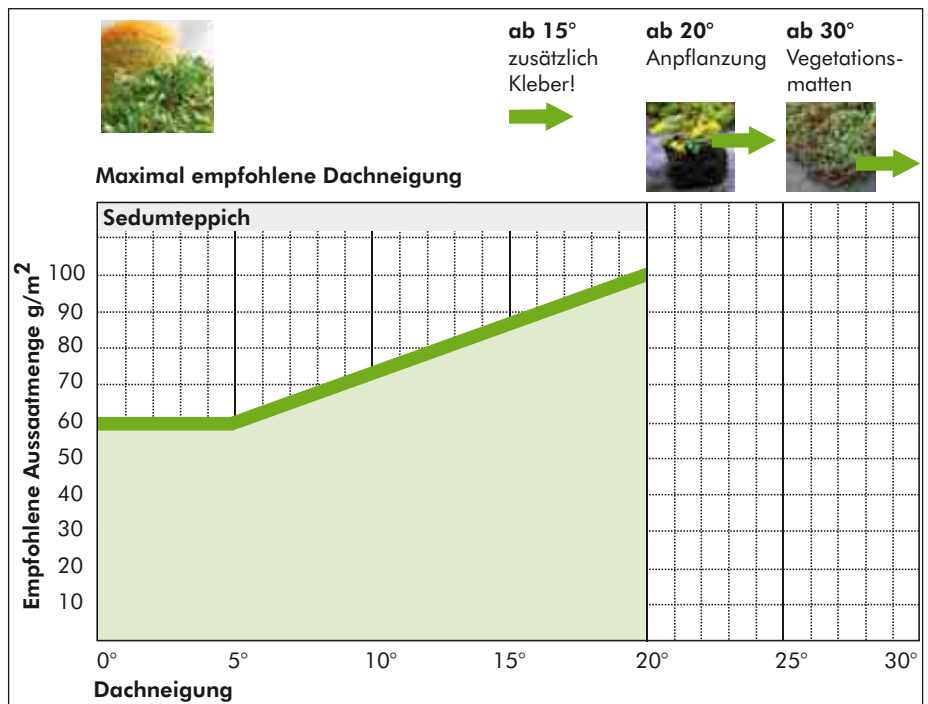 ab 15°
zusätzlich
Kleber!
ab 20°
Anpflanzung
ab 30°
Vegetations-
matten
Maximal empfohlene Dachneigung
Sedumteppich
Empfohlene Aussaatmenge g/m²
100
90
80
70
60
50
40
30
20
10
0° 5° 10° 15° 20° 25° 30°
Dachneigung